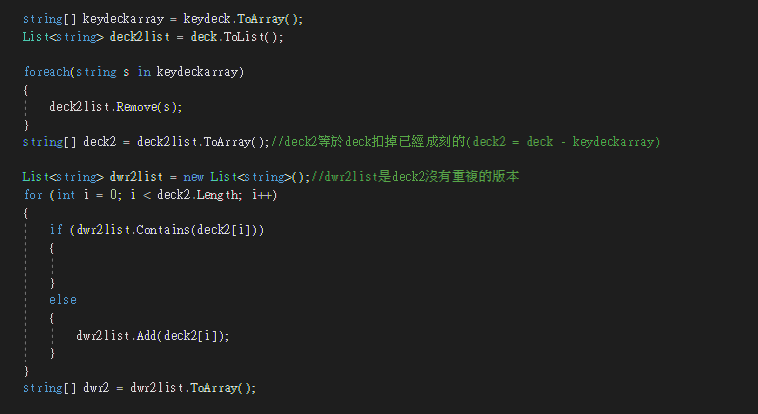 string[] keydeckarray = keydeck.ToArray();
List<string> deck2list = deck.ToList();
foreach(string s in keydeckarray)
{
deck2list.Remove(s);
}
string[] deck2 = deck2list.ToArray();//deck2等於deck扣掉已經成刻的(deck2 = deck - keydeckarray)
List<string> dwr2list = new List<string>();//dwr2list是deck2沒有重複的版本
for (int i = 0; i < deck2.Length; i++)
{
if (dwr2list.Contains(deck2[i]))
{
}
else
{
dwr2list.Add(deck2[i]);
}
}
string[] dwr2 = dwr2list.ToArray();